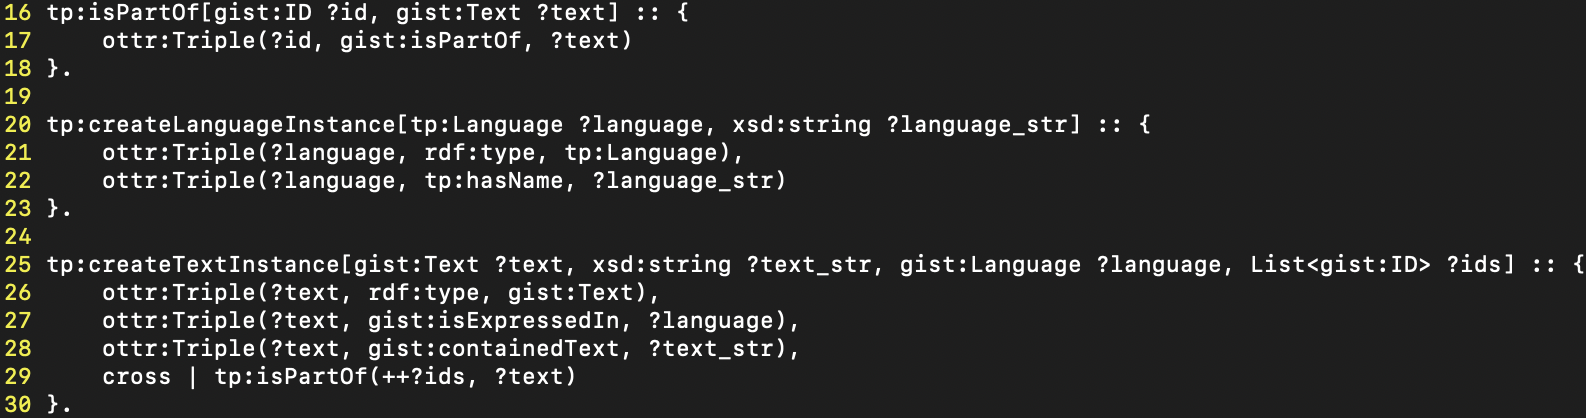 16 tp:isPartOf[gist:ID ?id, gist:Text ?text] :: {
17     ottr:Triple(?id, gist:isPartOf, ?text)
18 }.
19
20 tp:createLanguageInstance[tp:Language ?language, xsd:string ?language_str] :: {
21     ottr:Triple(?language, rdf:type, tp:Language),
22     ottr:Triple(?language, tp:hasName, ?language_str)
23 }.
24
25 tp:createTextInstance[gist:Text ?text, xsd:string ?text_str, gist:Language ?language, List<gist:ID> ?ids] :: {
26     ottr:Triple(?text, rdf:type, gist:Text),
27     ottr:Triple(?text, gist:isExpressedIn, ?language),
28     ottr:Triple(?text, gist:containedText, ?text_str),
29     cross | tp:isPartOf(++?ids, ?text)
30 }.